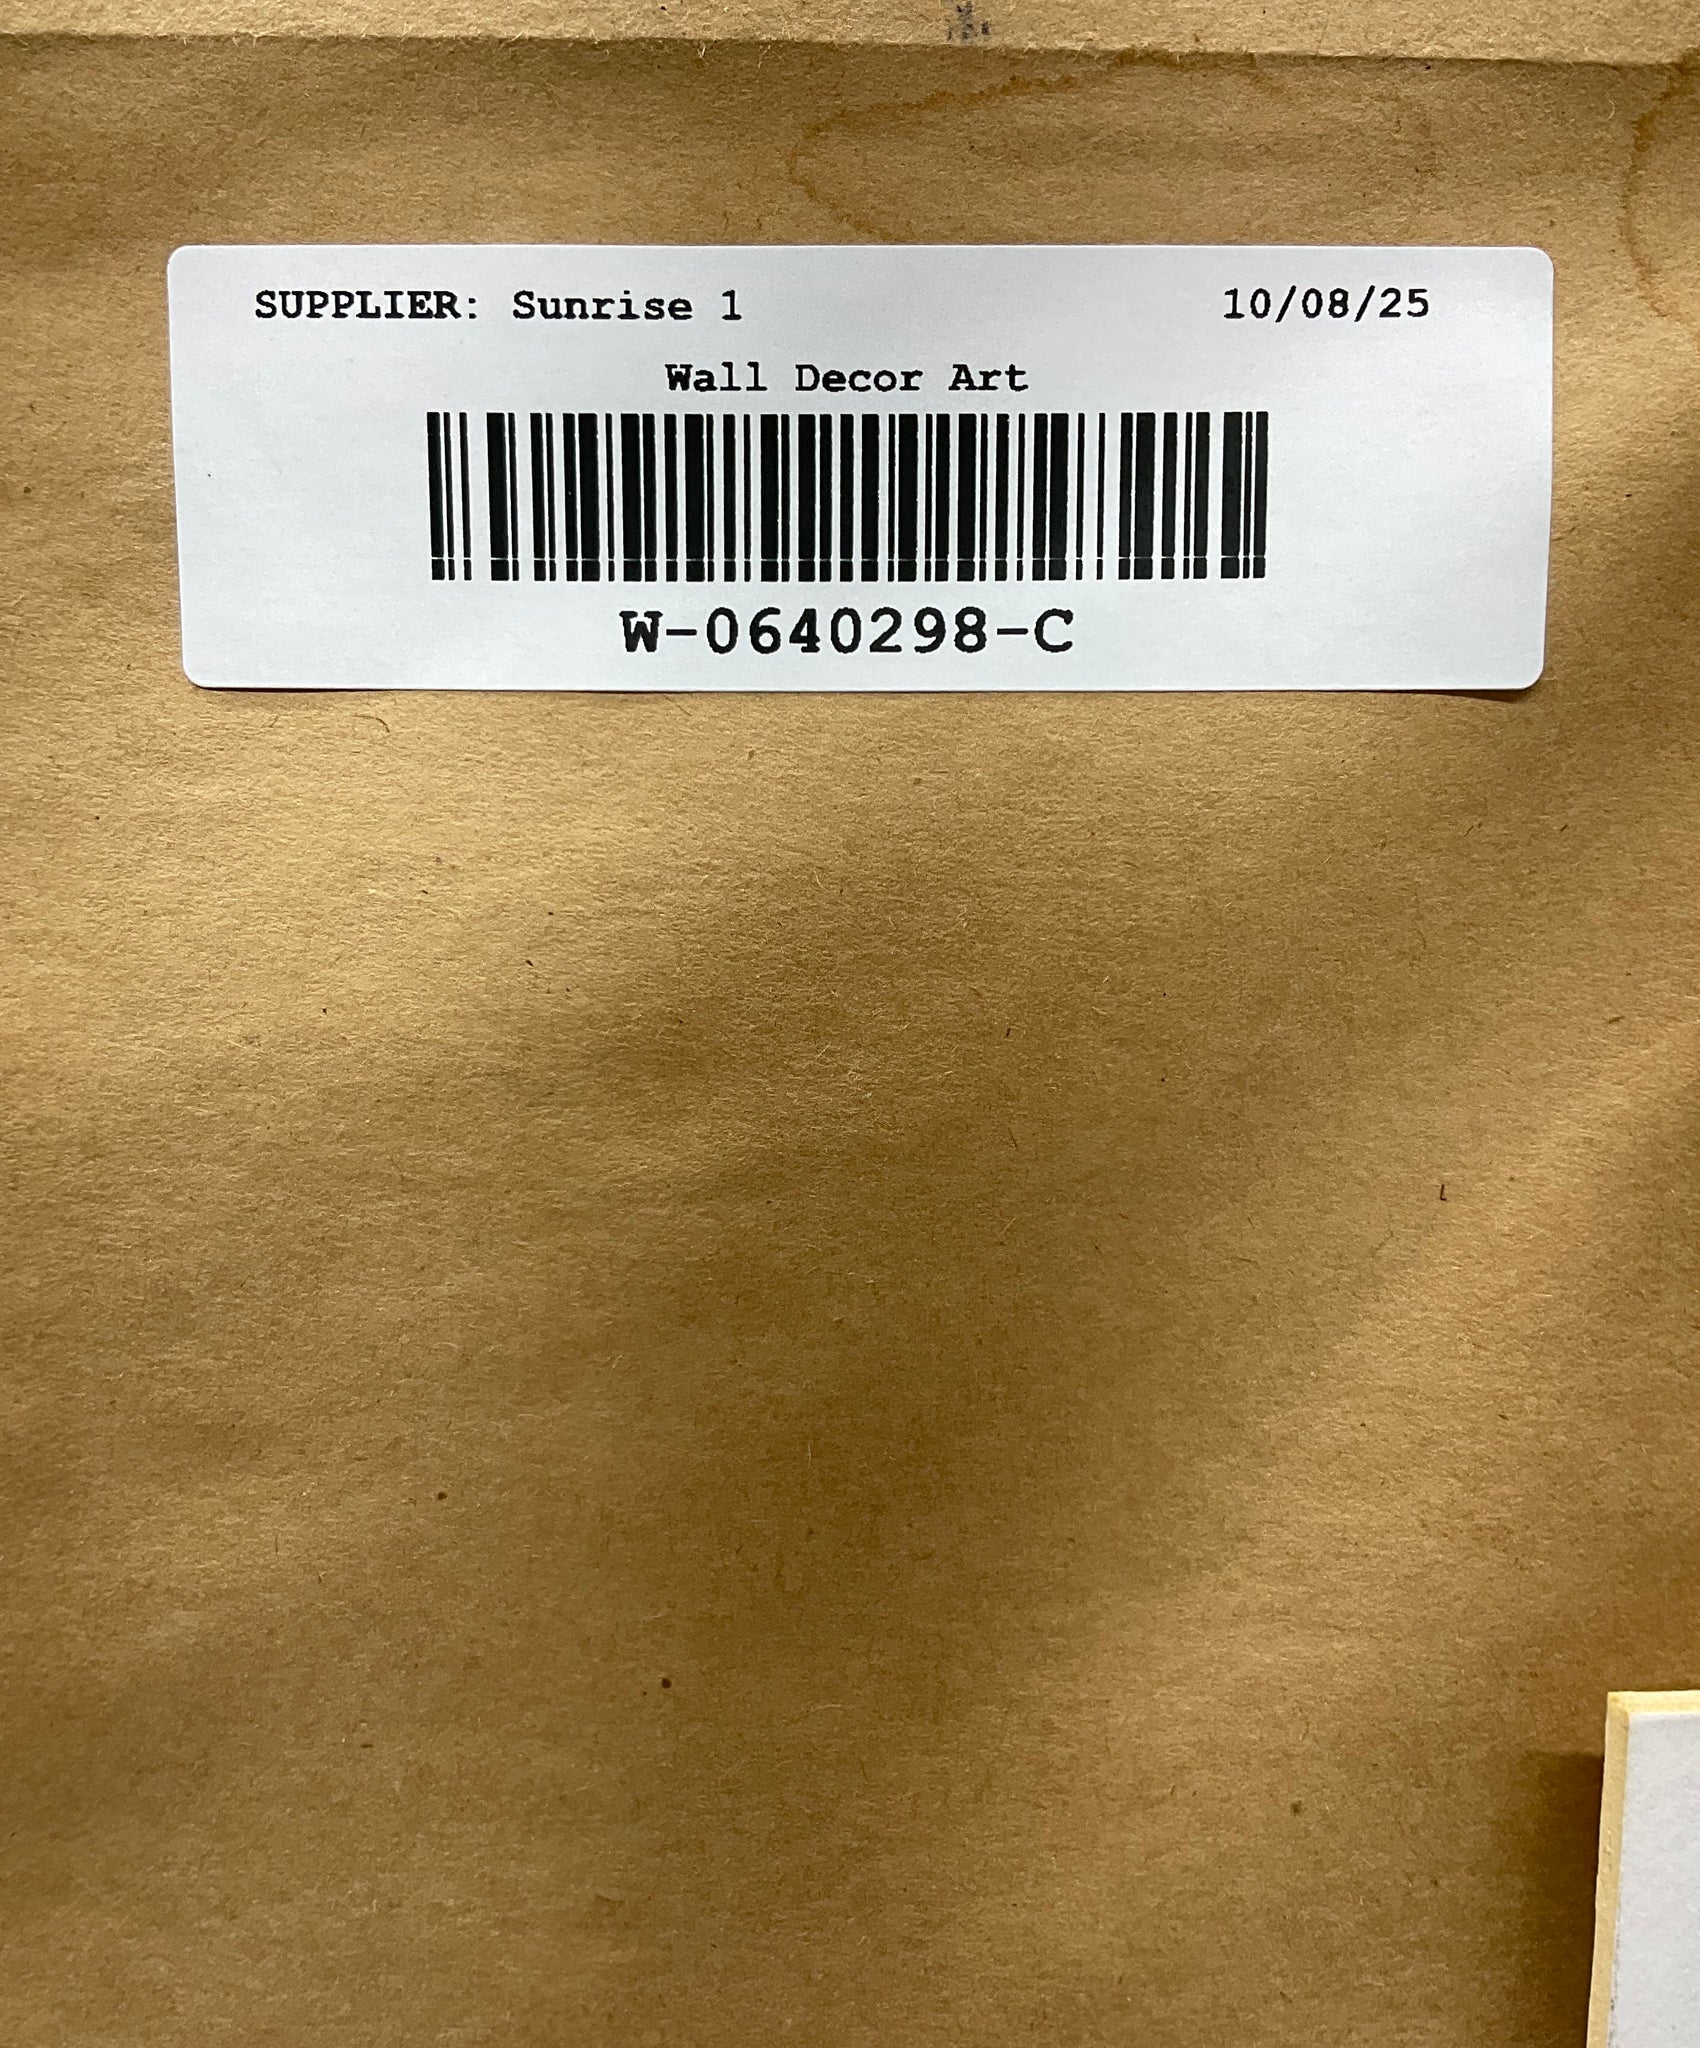 SUPPLIER: Sunrise 1 10/08/25
Wall Decor Art
W-0640298-C